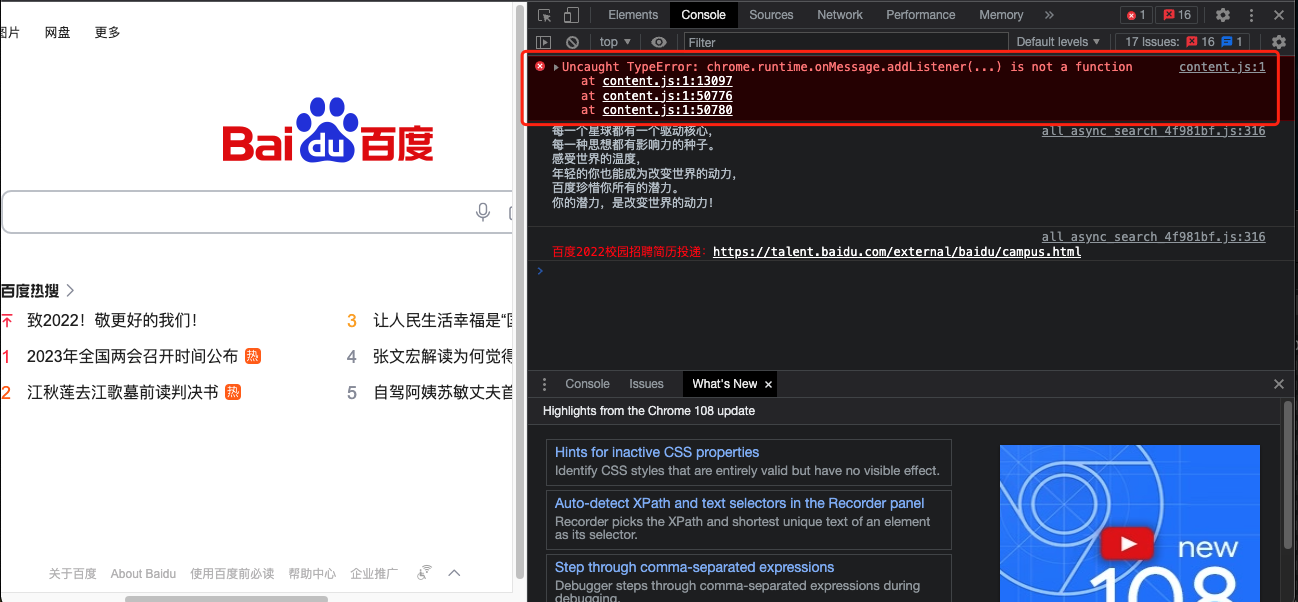 图片 网盘 更多
Bai du 百度
百度热搜
致2022！敬更好的我们！
3 让人民生活幸福是“
1 2023年全国两会召开时间公布 热
4 张文宏解读为何觉得
2 江秋莲去江歌墓前读判决书 热
5 自驾阿姨苏敏丈夫首
关于百度 About Baidu 使用百度前必读 帮助中心 企业推广
Elements Console Sources Network Performance Memory » 1 16
top Filter Default levels 17 Issues: 16 1
Uncaught TypeError: chrome.runtime.onMessage.addListener(...) is not a function content.js:1
at content.js:1:13097
at content.js:1:50776
at content.js:1:50780
每一个星球都有一个驱动核心， all_async_search_4f981bf.js:316
每一种思想都有影响力的种子。
感受世界的温度，
年轻的你也能成为改变世界的动力，
百度珍惜你所有的潜力。
你的潜力，是改变世界的动力！
all_async_search_4f981bf.js:316
百度2022校园招聘简历投递：https://talent.baidu.com/external/baidu/campus.html
Console Issues What's New ×
Highlights from the Chrome 108 update
Hints for inactive CSS properties
Identify CSS styles that are entirely valid but have no visible effect.
Auto-detect XPath and text selectors in the Recorder panel
Recorder picks the XPath and shortest unique text of an element
as its selector.
Step through comma-separated expressions
Debugger steps through comma-separated expressions during
debugging.
new
108